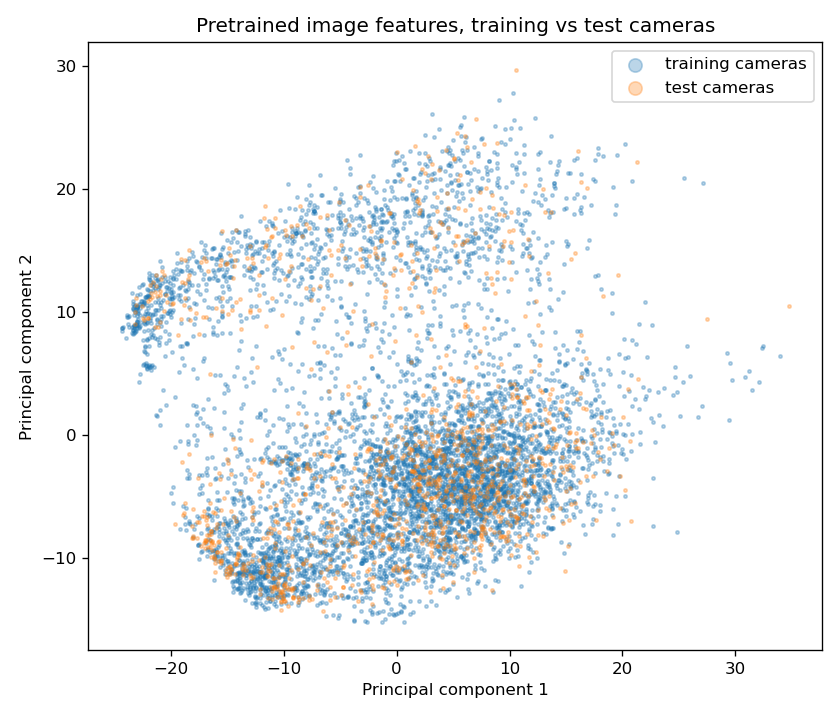 Pretrained image features, training vs test cameras
training cameras
test cameras
30
20
10
0
−10
Principal component 2
−20
−10
0
10
20
30
Principal component 1